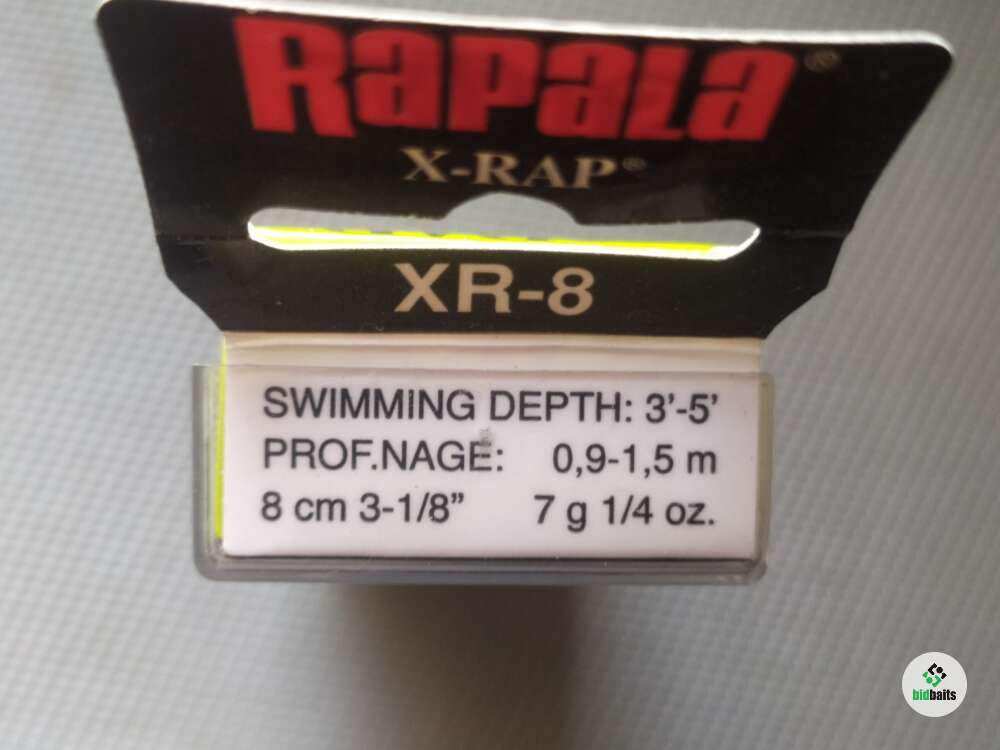 RAPALA®
X-RAP®
XR-8
SWIMMING DEPTH: 3'-5'
PROF.NAGE: 0,9-1,5 m
8 cm 3-1/8” 7 g 1/4 oz.
bidbaits